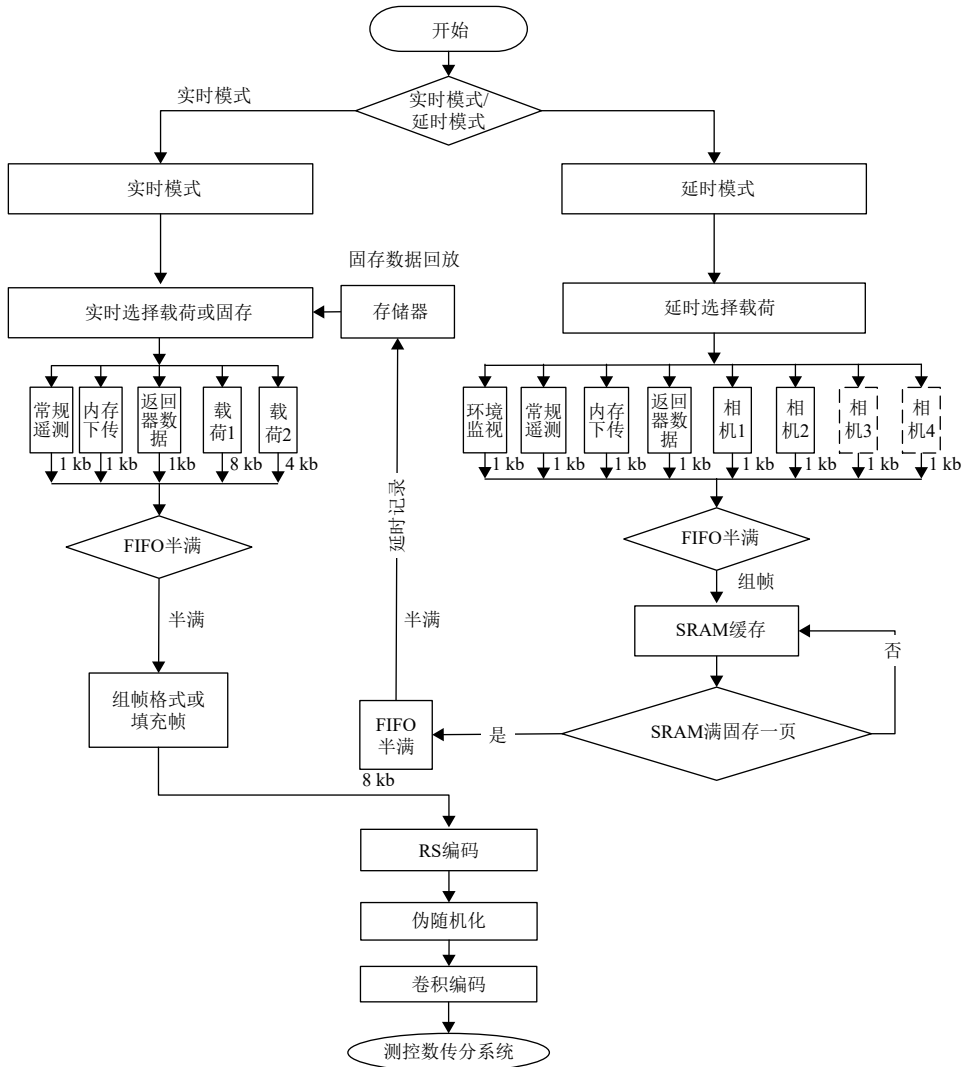 开始
实时模式
实时模式/
延时模式
实时模式
延时模式
固存数据回放
实时选择载荷或固存
存储器
延时选择载荷
常规
遥测
内存
下传
返回
器数
据
载
荷1
载
荷2
环境
监视
常规
遥测
内存
下传
返回
器数
据
相
机1
相
机2
相
机3
相
机4
1 kb
1 kb
1kb
8 kb
4 kb
1 kb
1 kb
1 kb
1 kb
1 kb
1 kb
1 kb
1 kb
延时记录
FIFO半满
FIFO半满
组帧
半满
半满
SRAM缓存
否
组帧格式或
填充帧
FIFO
半满
是
SRAM满固存一页
8 kb
RS编码
伪随机化
卷积编码
测控数传分系统